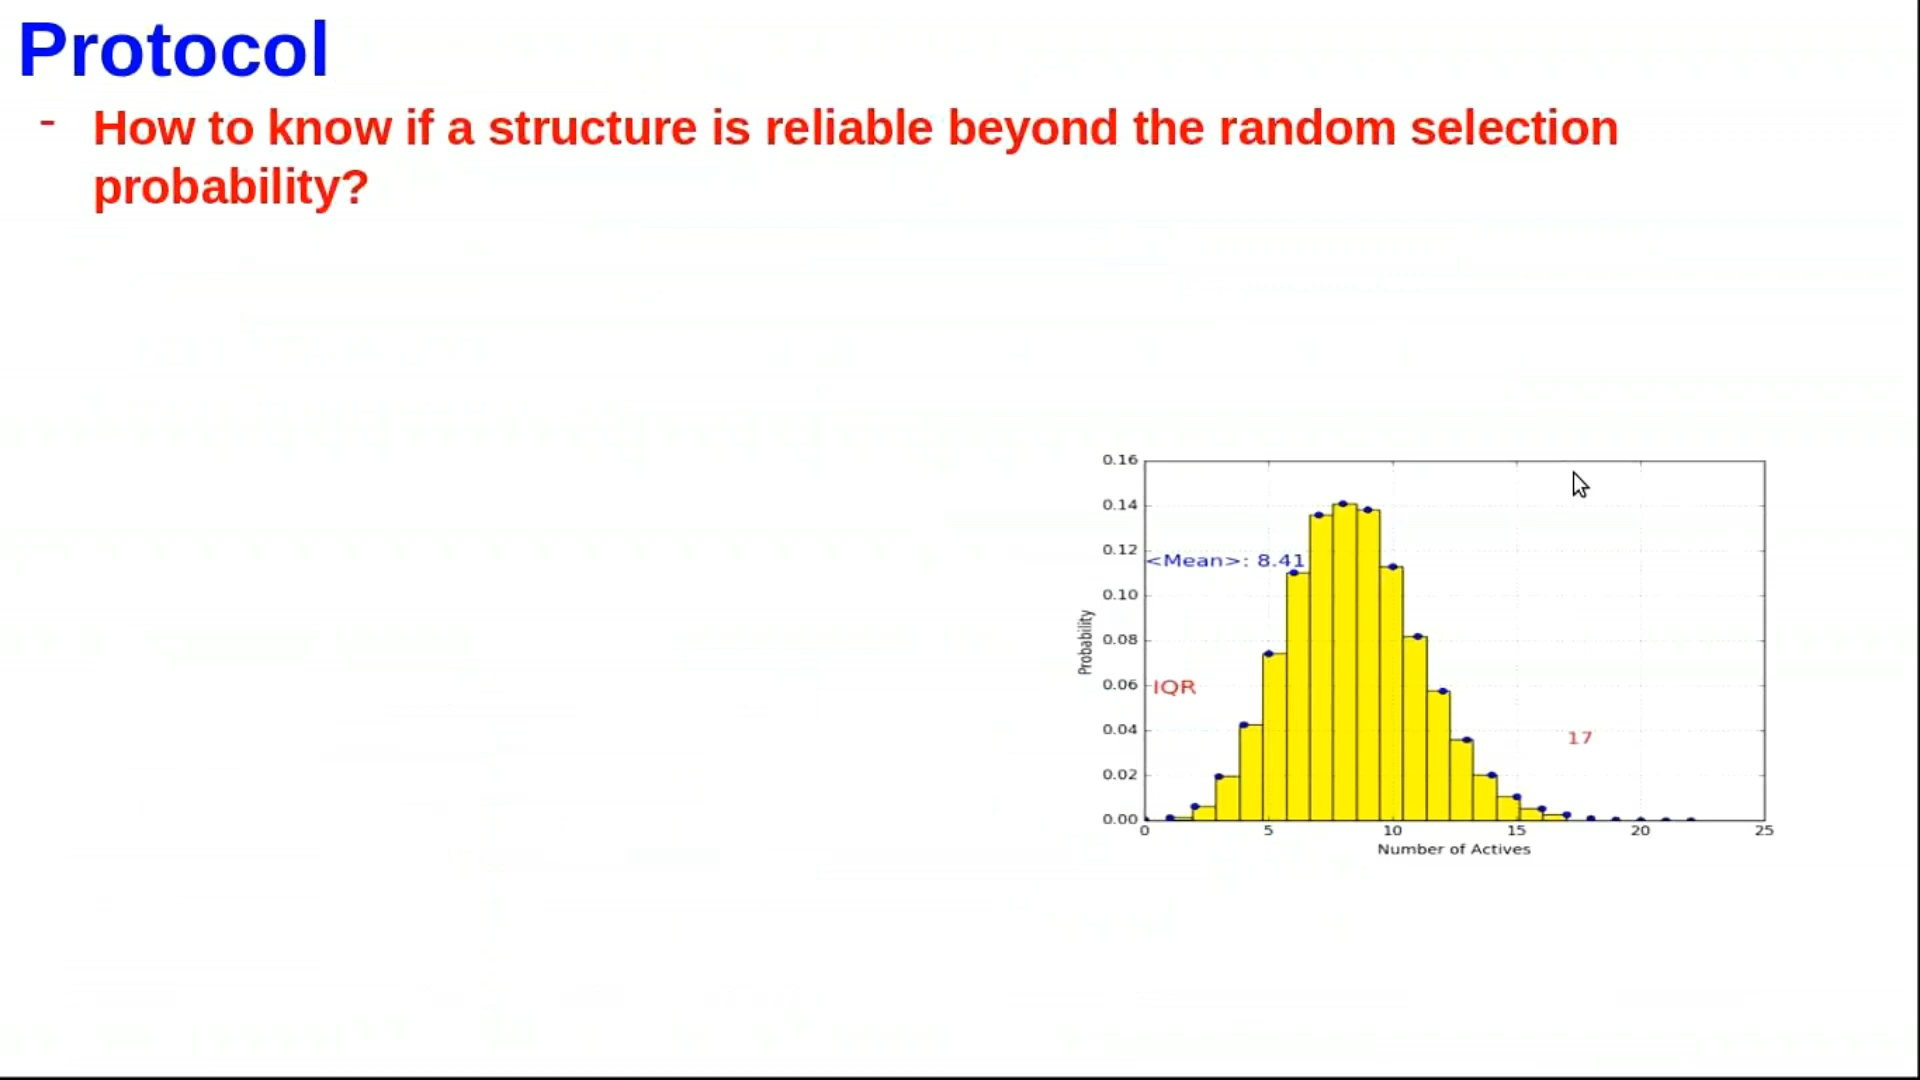 Protocol
- How to know if a structure is reliable beyond the random selection
probability?
0.16
0.14
0.12
<Mean>: 8.41
0.10
0.08
Probability
0.06
IQR
0.04
17
0.02
0.00
0 5 10 15 20 25
Number of Actives